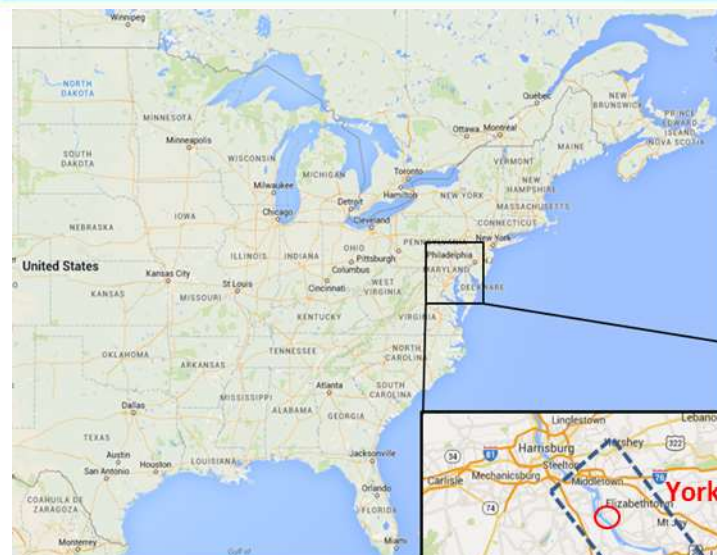 Winnipeg
NORTH
DAKOTA
MINNESOTA
Minneapolis
SOUTH
DAKOTA
WISCONSIN
MICHIGAN
Milwaukee
Chicago
Detroit
Toronto
Hamilton
Cleveland
Ottawa
Montreal
Québec
NEW
BRUNSWICK
PRINCE
EDWARD
ISLAND
NOVA SCOTIA
MAINE
VERMONT
NEW
HAMPSHIRE
MASSACHUSETTS
CONNECTICUT
NEW YORK
New York
IOWA
NEBRASKA
ILLINOIS
INDIANA
OHIO
Columbus
Pittsburgh
Philadelphia
MARYLAND
DELAWARE
United States
Kansas City
St Louis
Cincinnati
WEST
VIRGINIA
VIRGINIA
KANSAS
MISSOURI
KENTUCKY
OKLAHOMA
ARKANSAS
TENNESSEE
NORTH
CAROLINA
SOUTH
CAROLINA
Atlanta
MISSISSIPPI
ALABAMA
GEORGIA
Dallas
TEXAS
Austin
San Antonio
Houston
LOUISIANA
Jacksonville
Orlando
FLORIDA
Miami
COAHUILA DE
ZARAGOZA
Monterrey
Gulf of
Linglestown
Harrisburg
Hershey
322
34
81
Steelton
Carlisle
Mechanicsburg
Middletown
76
74
Elizabethtown
Mt Joy
York